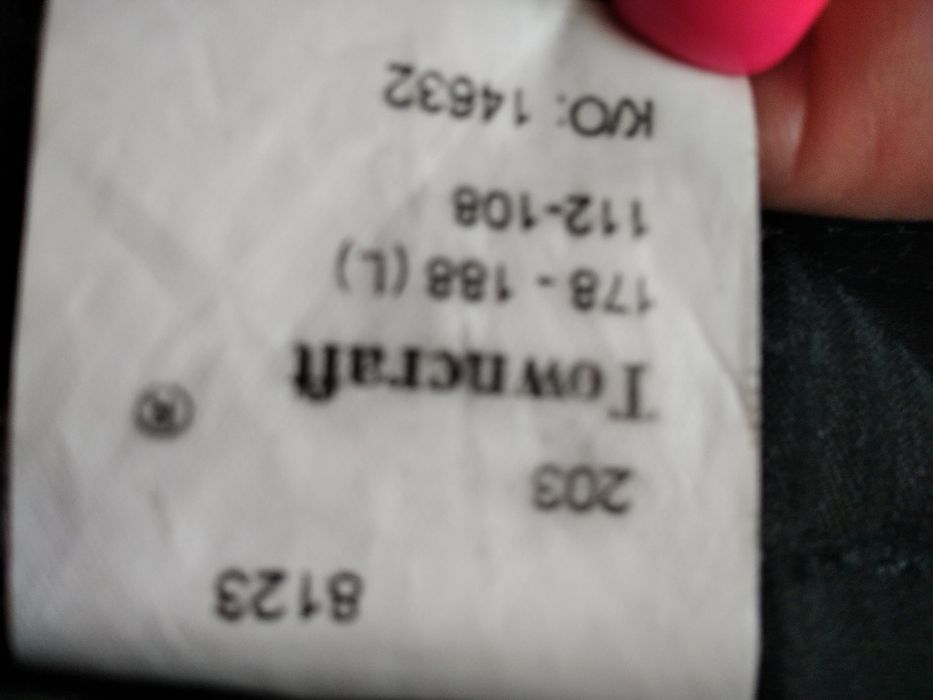 8123
203
Towncraft ®
178 - 188 (L)
112-108
K/O: 14632